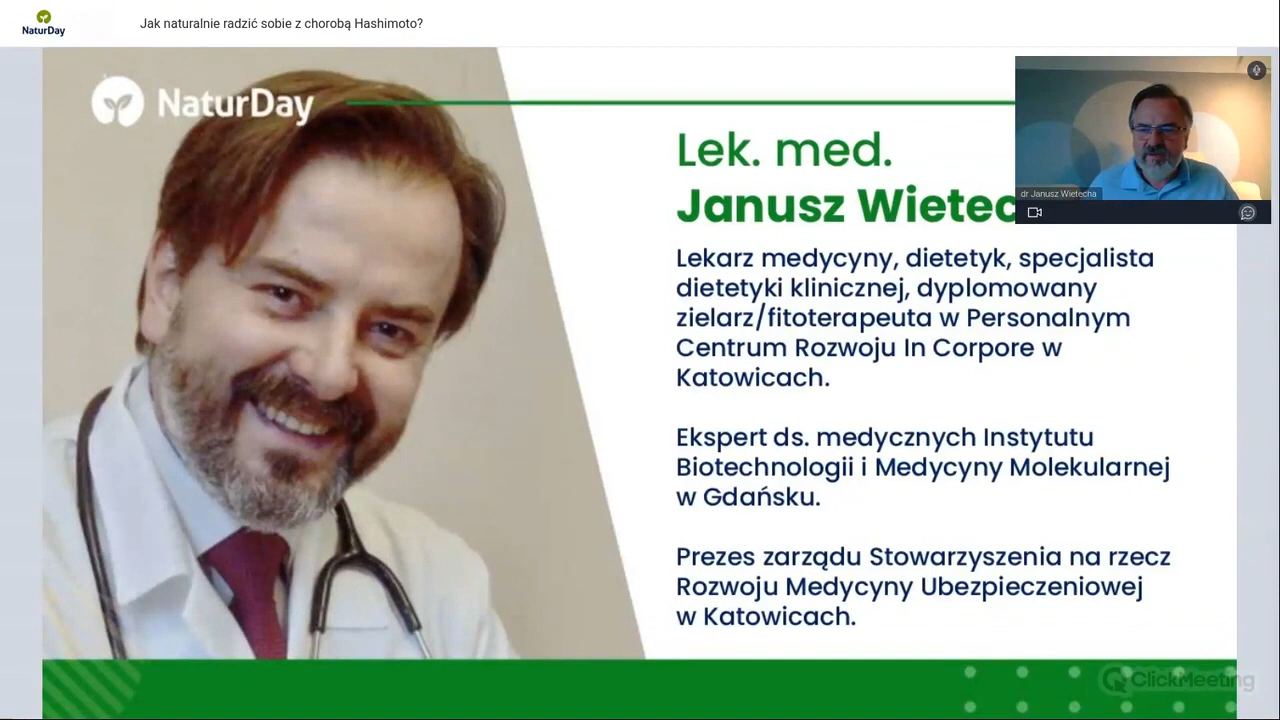 NaturDay
Jak naturalnie radzić sobie z chorobą Hashimoto?
NaturDay
Lek. med.
Janusz Wietec
dr Janusz Wietecha
Lekarz medycyny, dietetyk, specjalista
dietetyki klinicznej, dyplomowany
zielarz/fitoterapeuta w Personalnym
Centrum Rozwoju In Corpore w
Katowicach.
Ekspert ds. medycznych Instytutu
Biotechnologii i Medycyny Molekularnej
w Gdańsku.
Prezes zarządu Stowarzyszenia na rzecz
Rozwoju Medycyny Ubezpieczeniowej
w Katowicach.
ClickMeeting